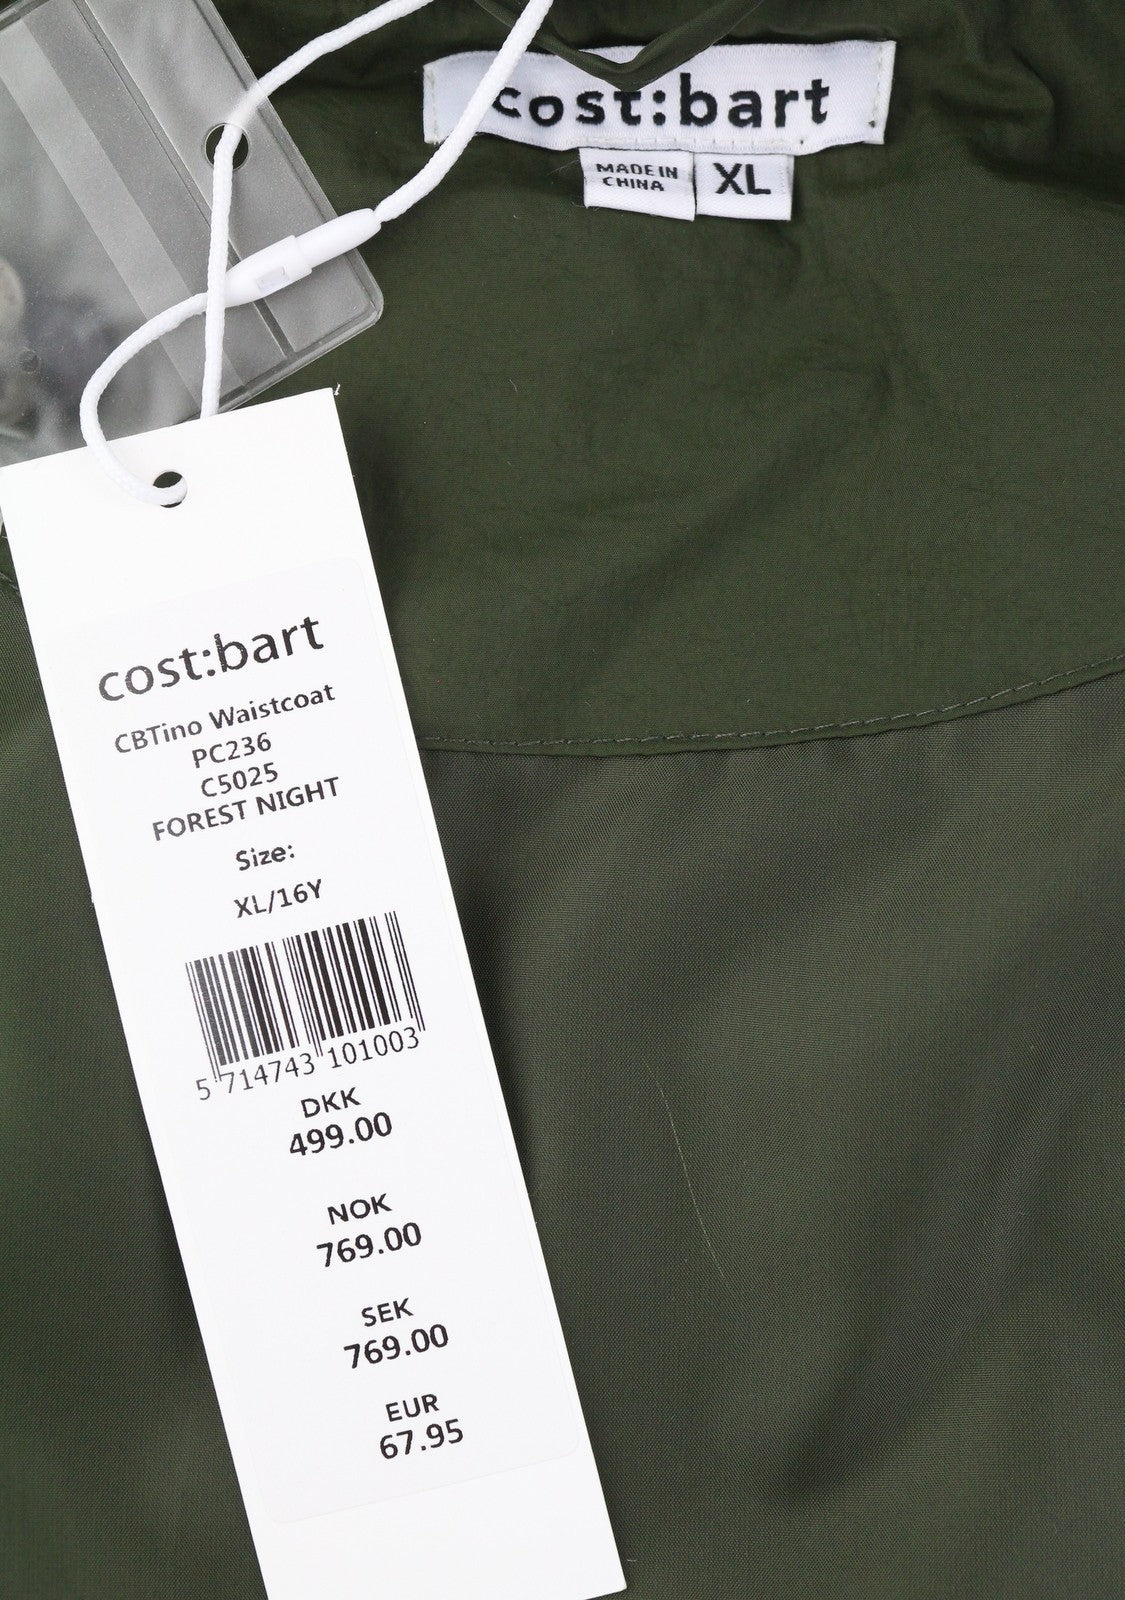 cost:bart
MADE IN
CHINA
XL
cost:bart
CBTino Waistcoat
PC236
C5025
FOREST NIGHT
Size:
XL/16Y
5 714743 101003
DKK
499.00
NOK
769.00
SEK
769.00
EUR
67.95